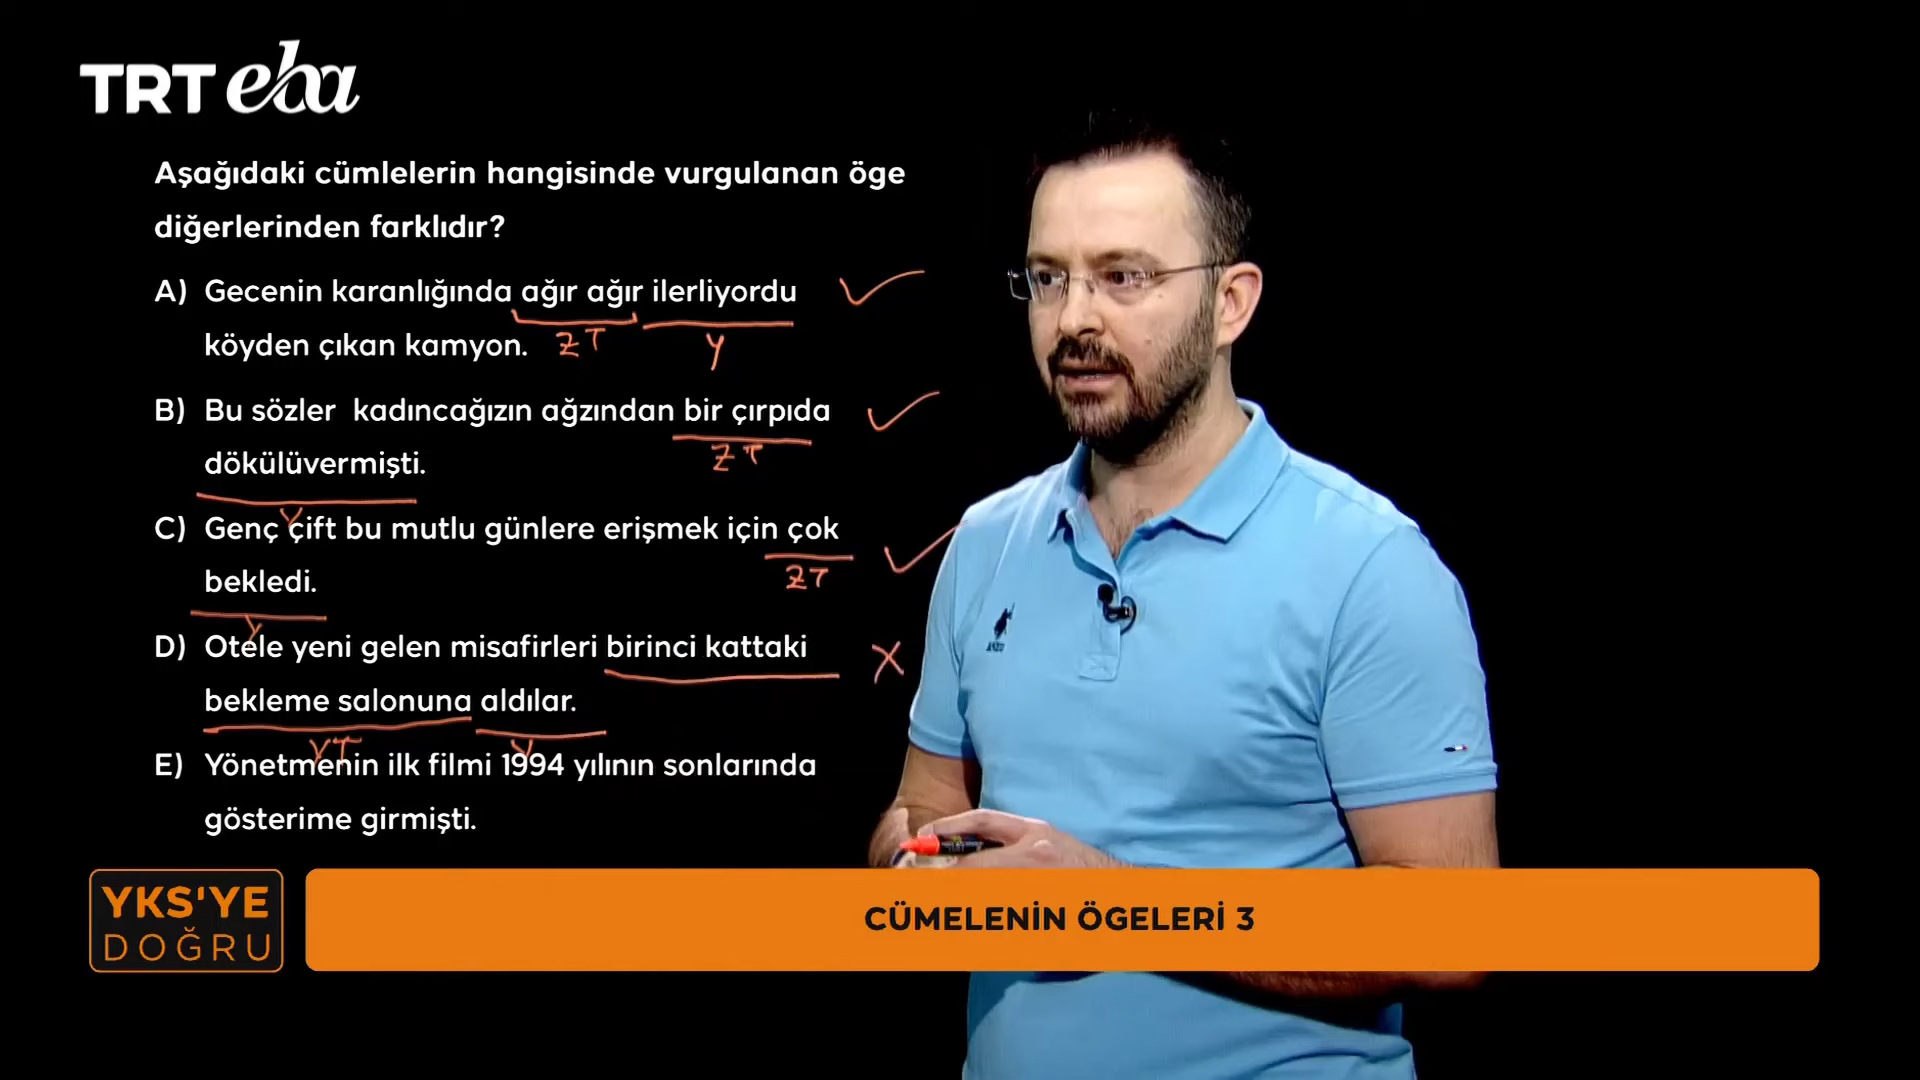 TRT eba
Aşağıdaki cümlelerin hangisinde vurgulanan öge
diğerlerinden farklıdır?
A) Gecenin karanlığında ağır ağır ilerliyordu
köyden çıkan kamyon.
ZT
Y
B) Bu sözler kadıncağızın ağzından bir çırpıda
ZT
dökülüvermişti.
Y
C) Genç çift bu mutlu günlere erişmek için çok
ZT
bekledi.
Y
D) Otele yeni gelen misafirleri birinci kattaki
X
bekleme salonuna aldılar.
YT
Y
E) Yönetmenin ilk filmi 1994 yılının sonlarında
gösterime girmişti.
YKS'YE
DOĞRU
CÜMELENİN ÖGELERİ 3